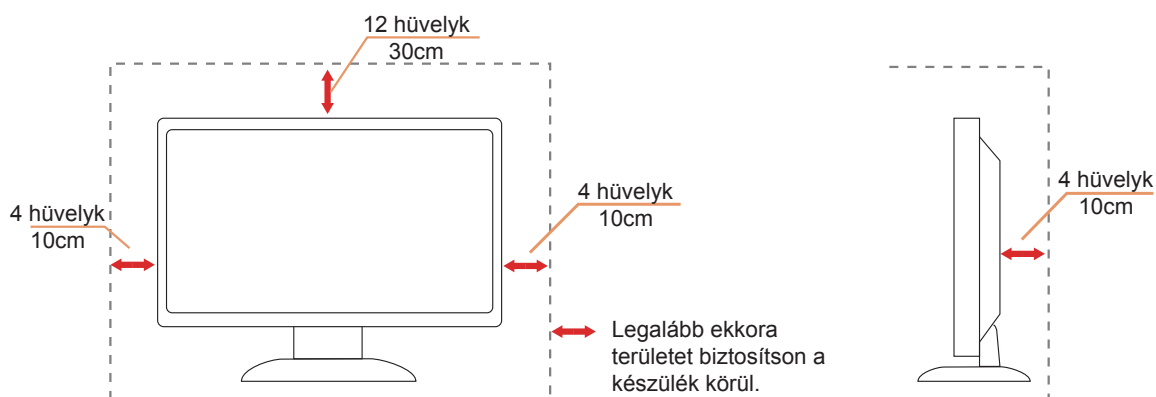 12 hüvelyk
30cm
4 hüvelyk
10cm
4 hüvelyk
10cm
4 hüvelyk
10cm
Legalább ekkora
területet biztosítson a
készülék körül.